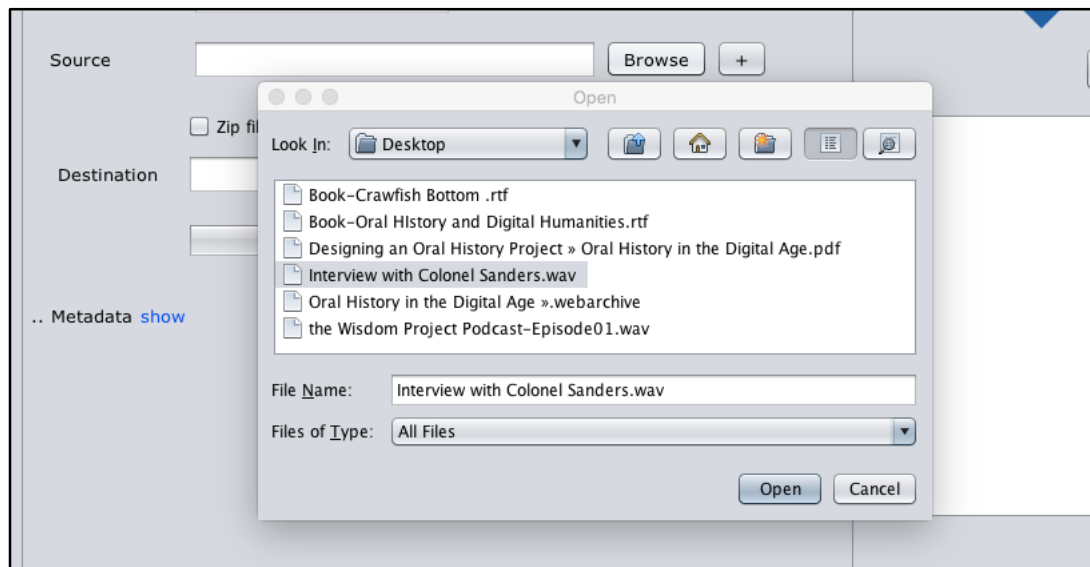 Source
Browse
+
Open
Zip fil
Look In:
Desktop
Destination
Book-Crawfish Bottom .rtf
Book-Oral HIstory and Digital Humanities.rtf
Designing an Oral History Project » Oral History in the Digital Age.pdf
Interview with Colonel Sanders.wav
Oral History in the Digital Age ».webarchive
the Wisdom Project Podcast-Episode01.wav
.. Metadata show
File Name:
Interview with Colonel Sanders.wav
Files of Type:
All Files
Open
Cancel